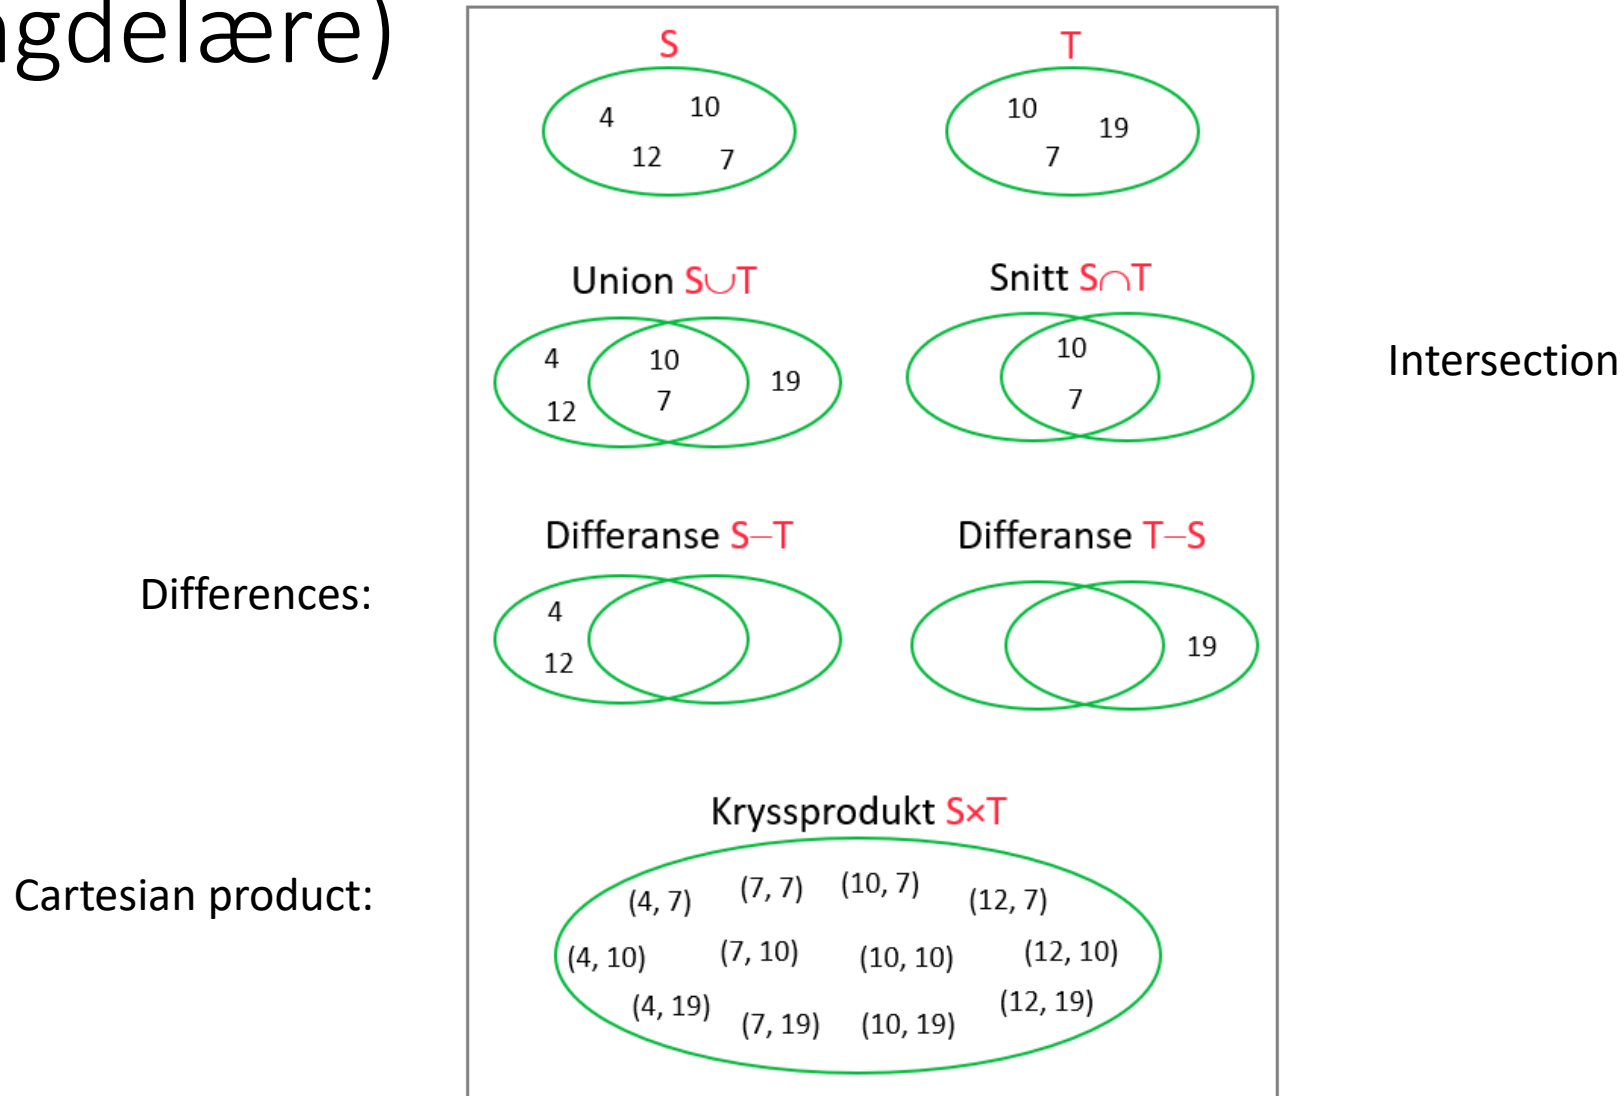 ngdelære)
S
T
4
10
12
7
10
19
7
Union S∪T
Snitt S∩T
4
10
19
12
7
10
7
Intersection
Differanse S–T
Differanse T–S
Differences:
4
12
19
Kryssprodukt S×T
Cartesian product:
(4, 7) (7, 7) (10, 7) (12, 7)
(4, 10) (7, 10) (10, 10) (12, 10)
(4, 19) (7, 19) (10, 19) (12, 19)